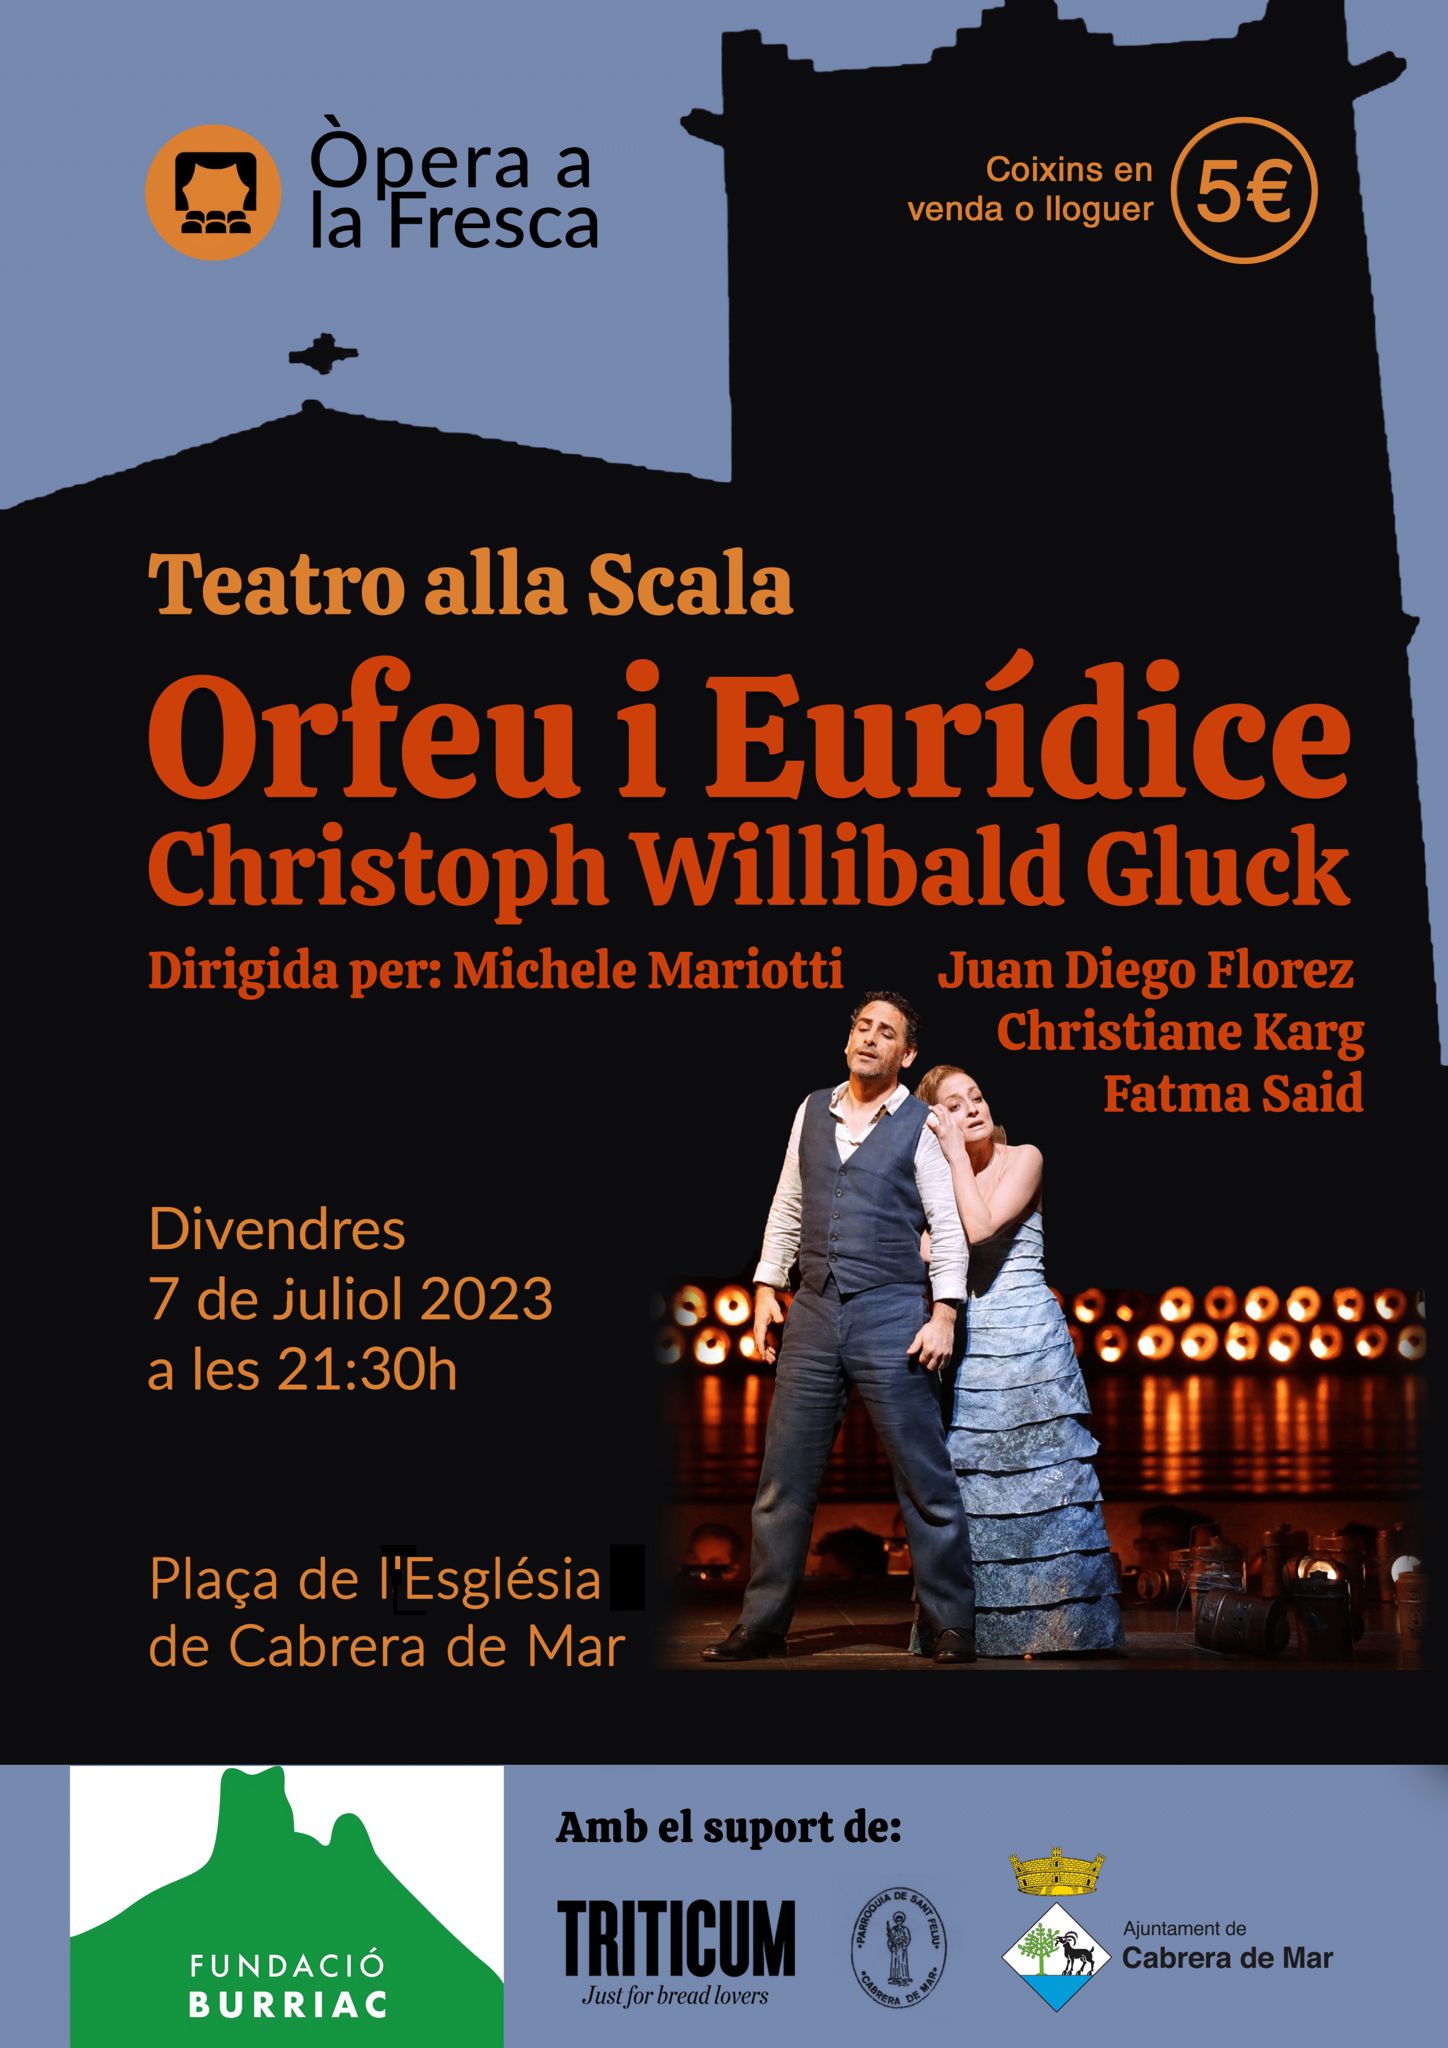 Òpera a
la Fresca
Coixins en
venda o lloguer
5€
Teatro alla Scala
Orfeu i Eurídice
Christoph Willibald Gluck
Dirigida per: Michele Mariotti
Juan Diego Florez
Christiane Karg
Fatma Said
Divendres
7 de juliol 2023
a les 21:30h
Plaça de l'Església
de Cabrera de Mar
FUNDACIÓ
BURRIAC
Amb el suport de:
TRITICUM
Just for bread lovers
PARROQUIA DE SANT FELIU
CABRERA DE MAR
Ajuntament de
Cabrera de Mar